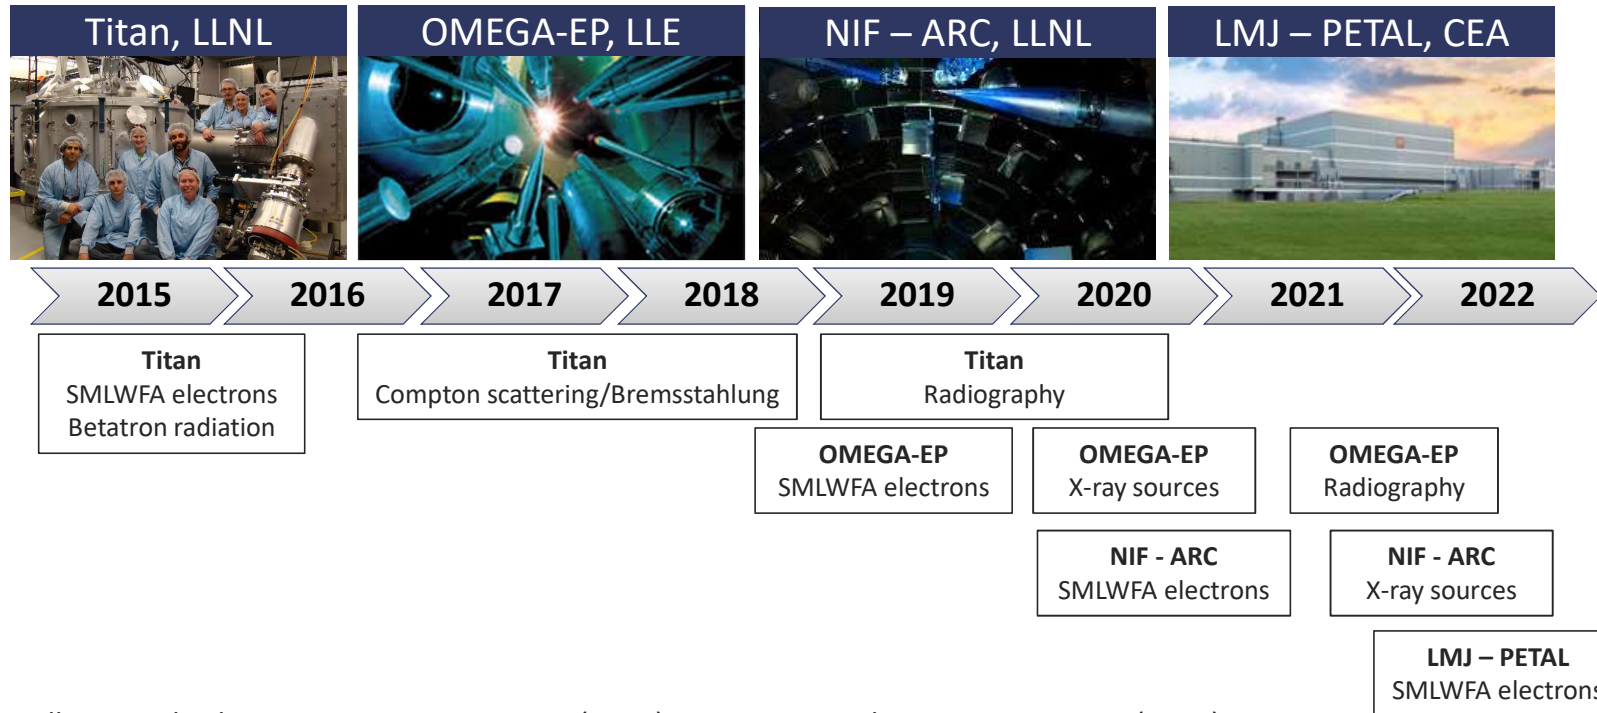 Titan, LLNL
OMEGA-EP, LLE
NIF – ARC, LLNL
LMJ – PETAL, CEA
2015
2016
2017
2018
2019
2020
2021
2022
Titan
SMLWFA electrons
Betatron radiation
Titan
Compton scattering/Bremsstahlung
Titan
Radiography
OMEGA-EP
SMLWFA electrons
OMEGA-EP
X-ray sources
OMEGA-EP
Radiography
NIF - ARC
SMLWFA electrons
NIF - ARC
X-ray sources
LMJ – PETAL
SMLWFA electrons